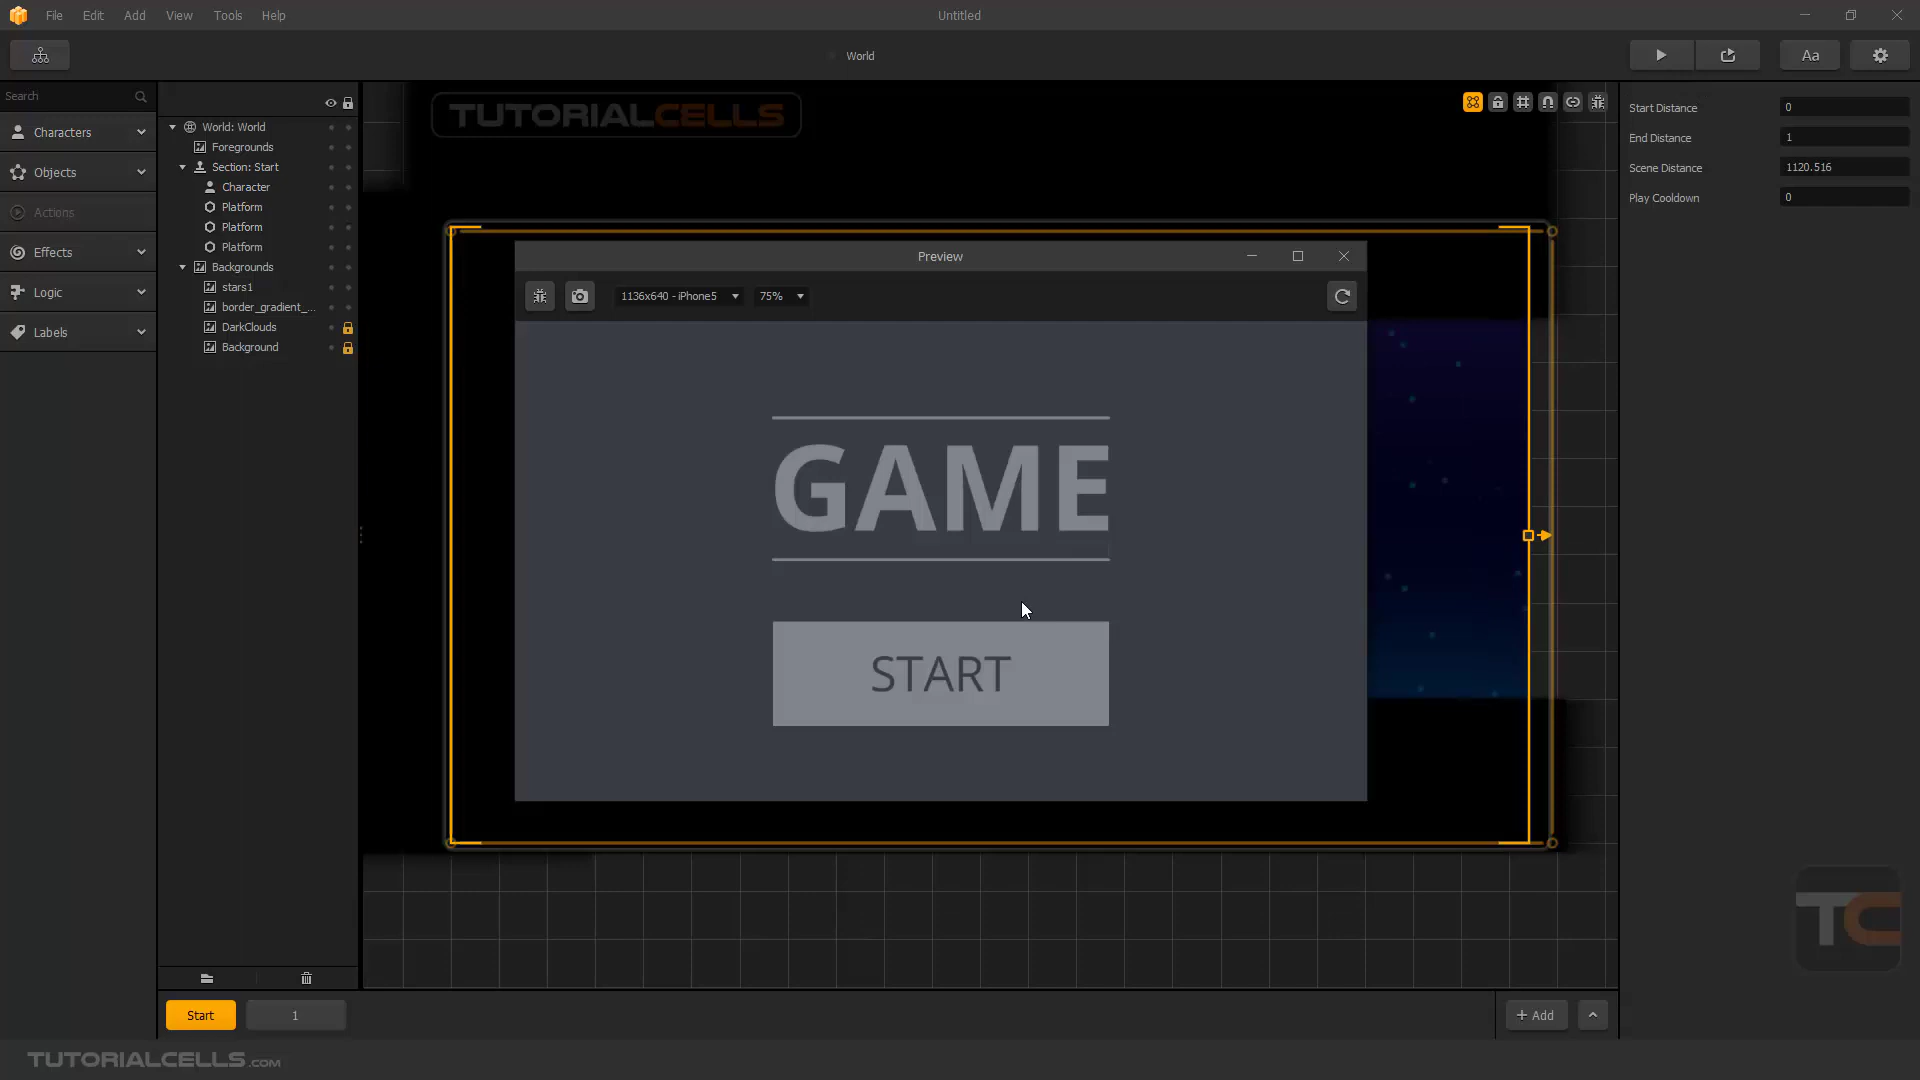 File Edit Add View Tools Help
Untitled
World
Aa
Search
TUTORIALCELLS
Characters
Objects
Actions
Effects
Logic
Labels
World: World
Foregrounds
Section: Start
Character
Platform
Platform
Platform
Backgrounds
stars1
border_gradient_...
DarkClouds
Background
Preview
1136x640 - iPhone5
75%
GAME
START
Start Distance 0
End Distance 1
Scene Distance 1120.516
Play Cooldown 0
TC
Start
1
+ Add
TUTORIALCELLS.COM